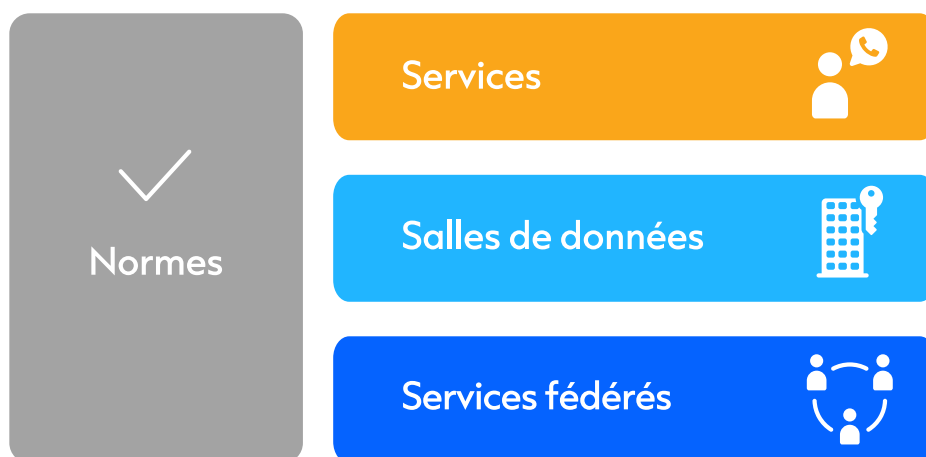 Normes
Services
Salles de données
Services fédérés